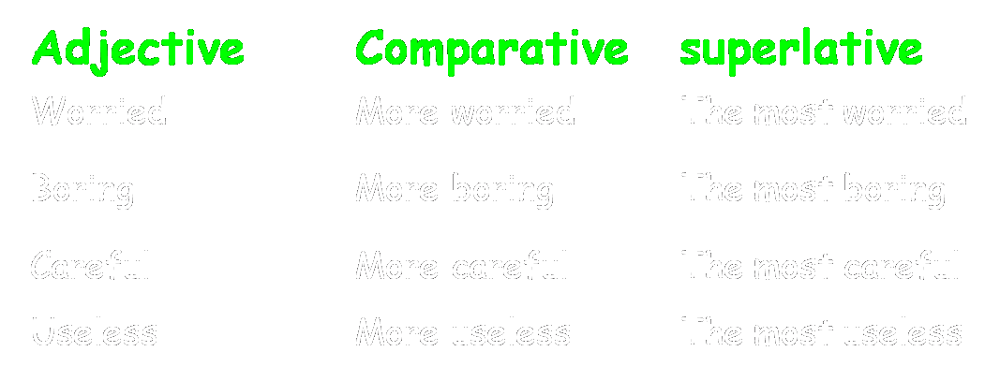 Adjective Comparative superlative
Worried More worried The most worried
Boring More boring The most boring
Careful More careful The most careful
Useless More useless The most useless